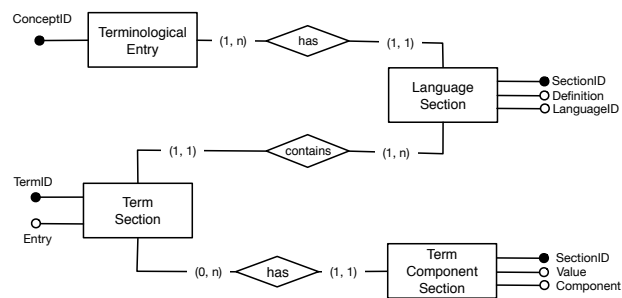 ConceptID
Terminological
Entry
(1, n)
has
(1, 1)
Language
Section
SectionID
Definition
LanguageID
(1, 1)
contains
(1, n)
TermID
Entry
Term
Section
(0, n)
has
(1, 1)
Term
Component
Section
SectionID
Value
Component